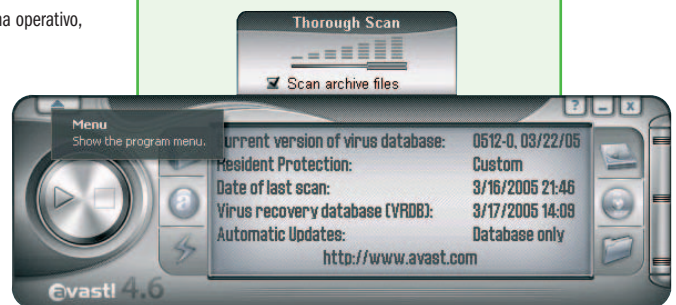 na operativo,
Thorough Scan
Scan archive files
? _ x
Menu
Show the program menu.
urrent version of virus database: 0512-0, 03/22/05
Resident Protection: Custom
Date of last scan: 3/16/2005 21:46
Virus recovery database (VRDB): 3/17/2005 14:09
Automatic Updates: Database only
http://www.avast.com
a
avast! 4.6